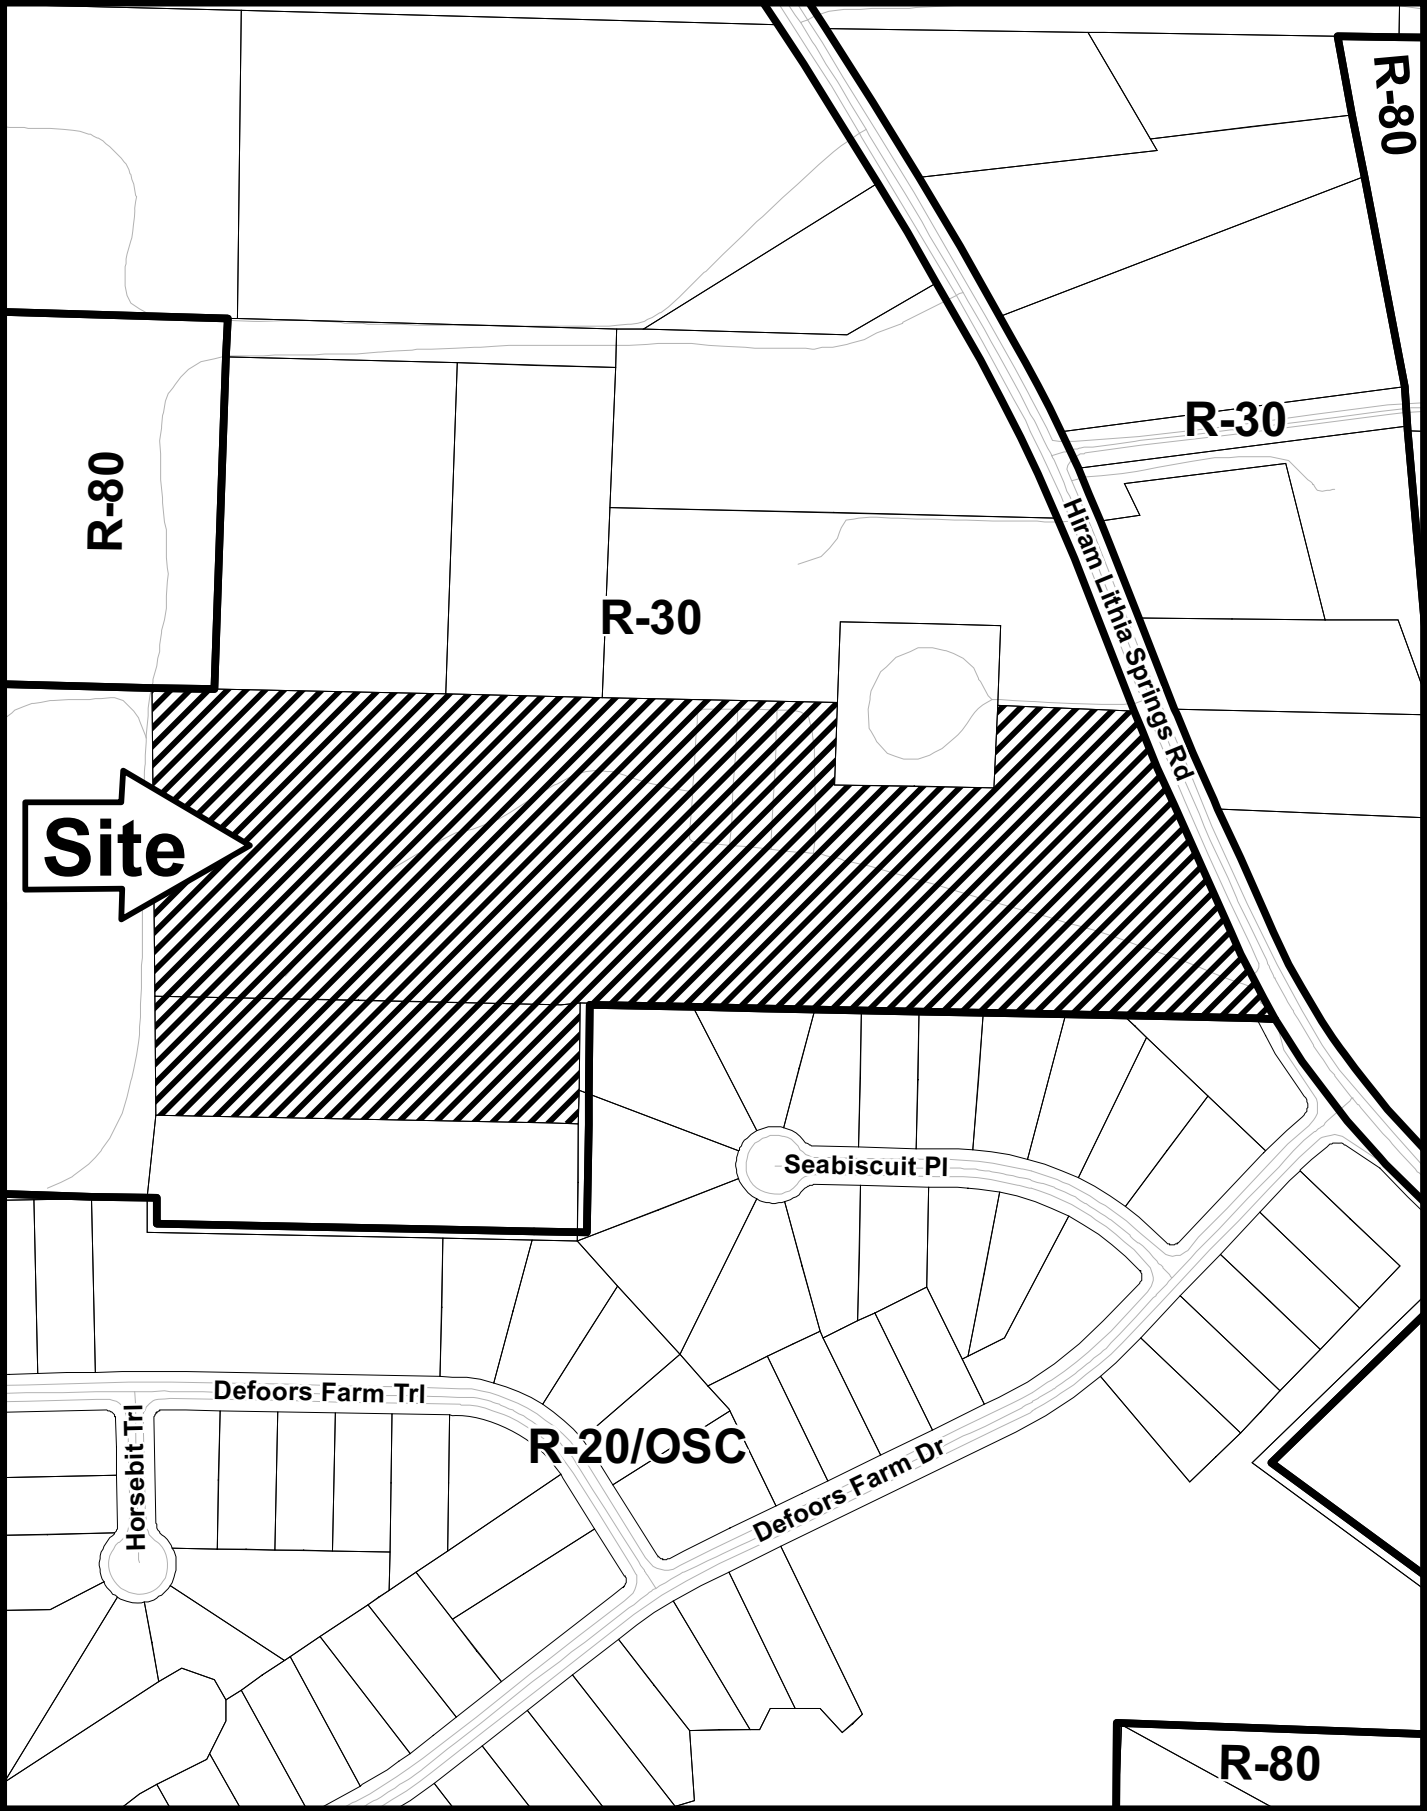 R-80
R-30
R-80
Hiram Lithia Springs Rd
R-30
Site
Seabiscuit Pl
Defoors Farm Trl
Horsebit Trl
R-20/OSC
Defoors Farm Dr
R-80